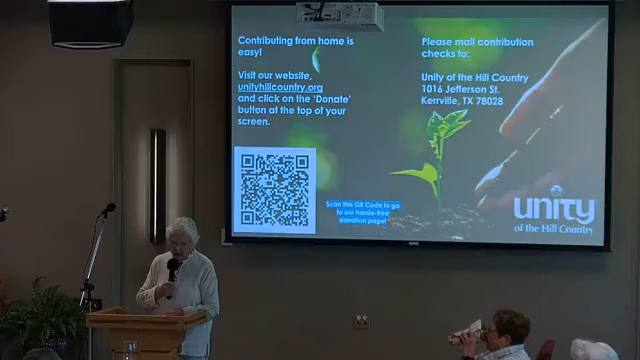 Contributing from home is
easy!
Visit our website,
unityhillcountry.org
and click on the 'Donate'
button at the top of your
screen.
Please mail contribution
checks to:
Unity of the Hill Country
1016 Jefferson St.
Kerrville, TX 78028
Scan this QR Code to go
to our hassle-free
donation page!
unity
of the Hill Country